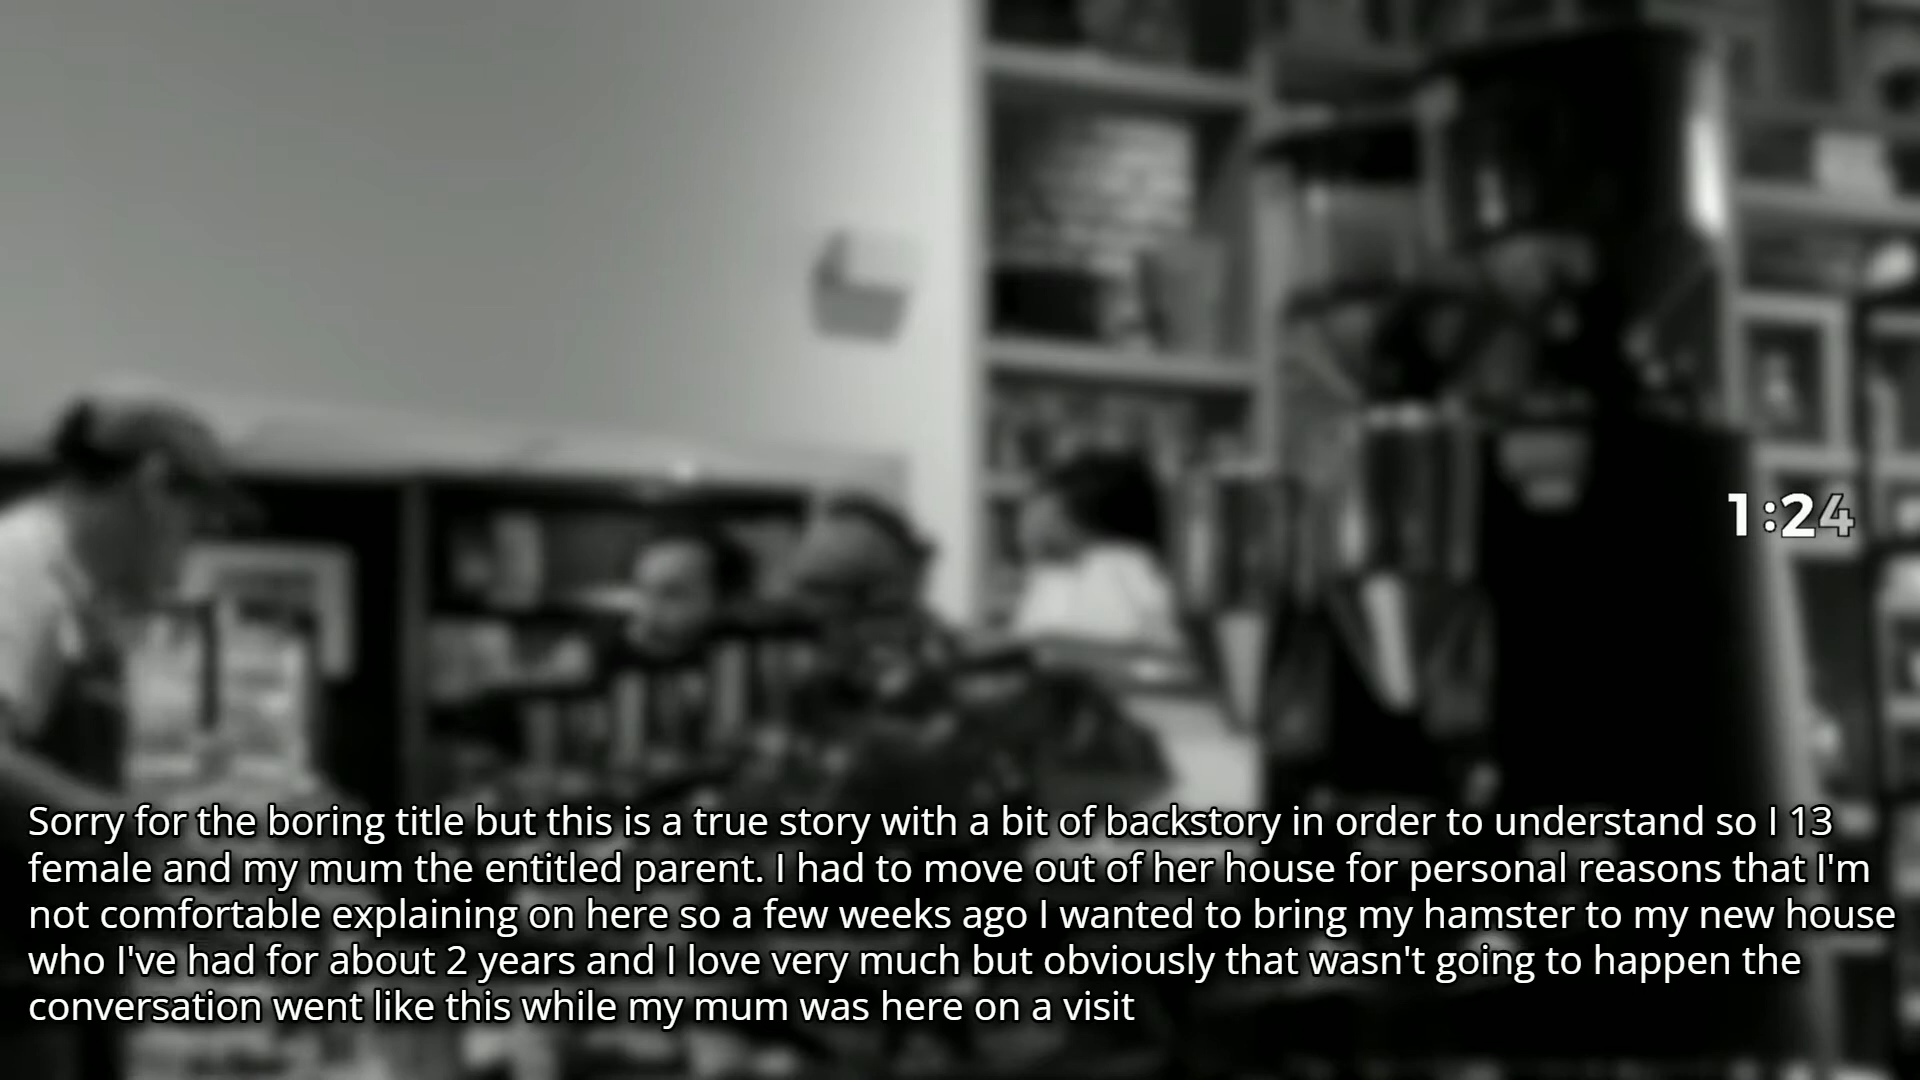 1:24
Sorry for the boring title but this is a true story with a bit of backstory in order to understand so I 13
female and my mum the entitled parent. I had to move out of her house for personal reasons that I'm
not comfortable explaining on here so a few weeks ago I wanted to bring my hamster to my new house
who I've had for about 2 years and I love very much but obviously that wasn't going to happen the
conversation went like this while my mum was here on a visit